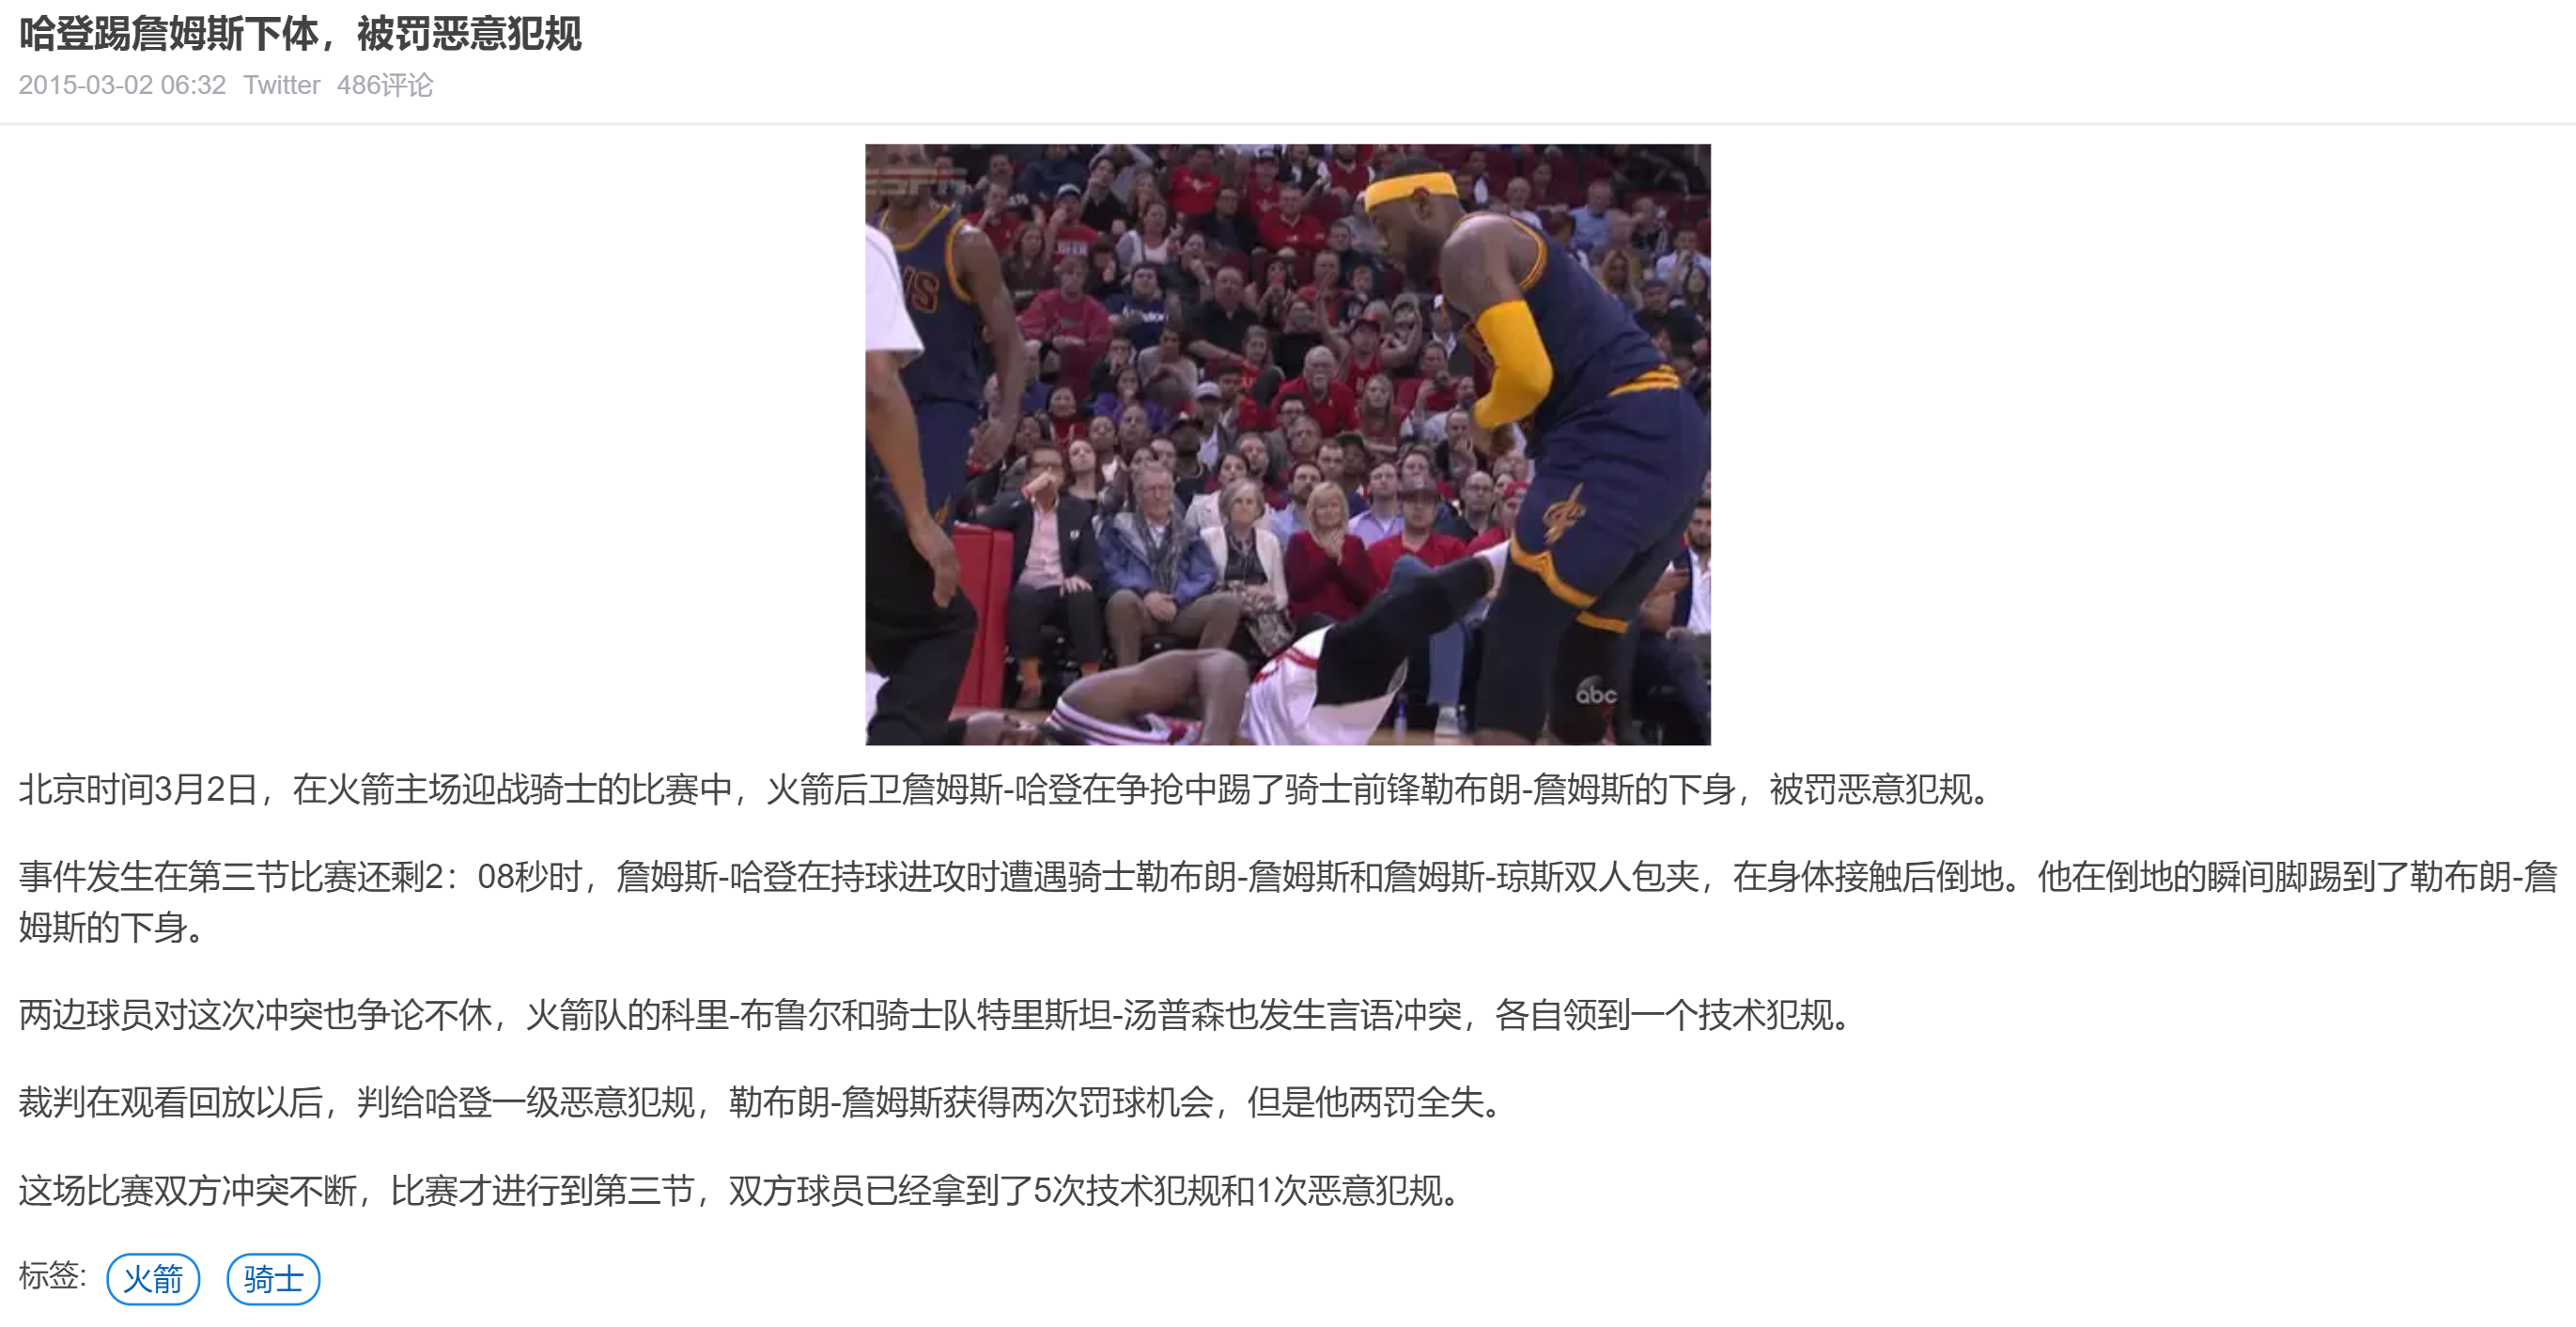 哈登踢詹姆斯下体，被罚恶意犯规
2015-03-02 06:32 Twitter 486评论
VS
abc
北京时间3月2日，在火箭主场迎战骑士的比赛中，火箭后卫詹姆斯-哈登在争抢中踢了骑士前锋勒布朗-詹姆斯的下身，被罚恶意犯规。
事件发生在第三节比赛还剩2：08秒时，詹姆斯-哈登在持球进攻时遭遇骑士勒布朗-詹姆斯和詹姆斯-琼斯双人包夹，在身体接触后倒地。他在倒地的瞬间脚踢到了勒布朗-詹
姆斯的下身。
两边球员对这次冲突也争论不休，火箭队的科里-布鲁尔和骑士队特里斯坦-汤普森也发生言语冲突，各自领到一个技术犯规。
裁判在观看回放以后，判给哈登一级恶意犯规，勒布朗-詹姆斯获得两次罚球机会，但是他两罚全失。
这场比赛双方冲突不断，比赛才进行到第三节，双方球员已经拿到了5次技术犯规和1次恶意犯规。
标签: 火箭 骑士